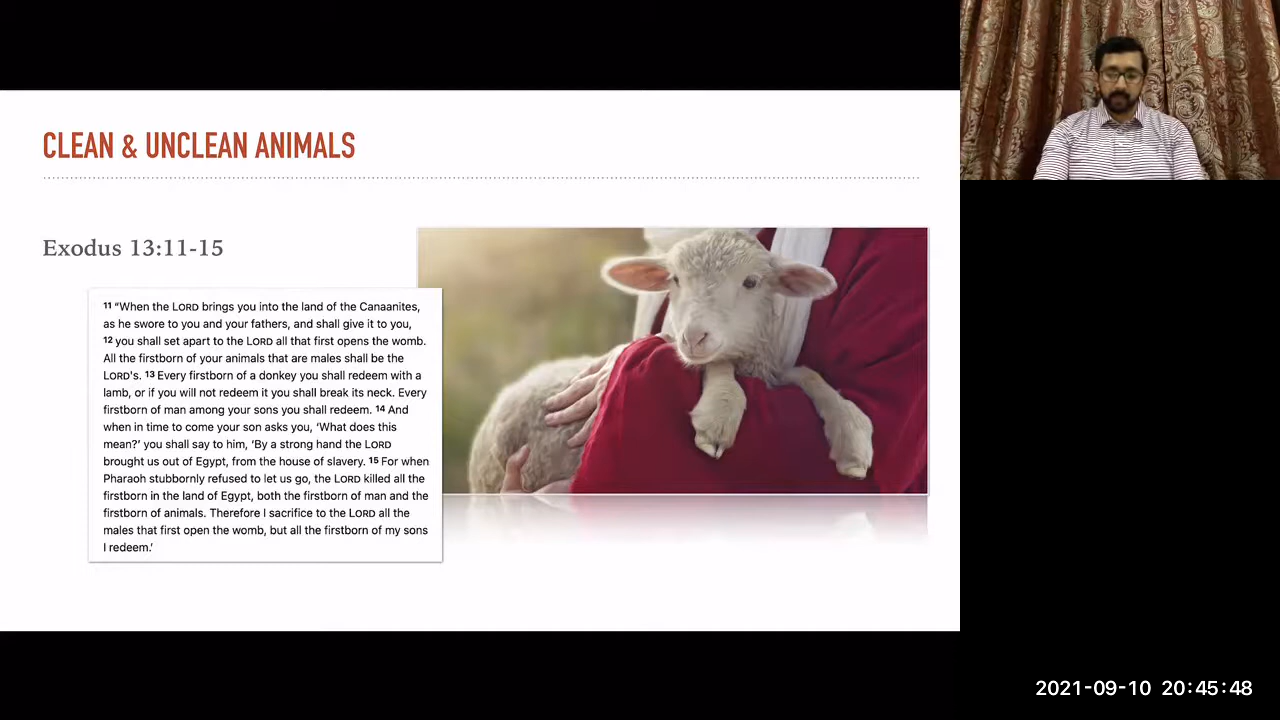 CLEAN & UNCLEAN ANIMALS
Exodus 13:11-15
11 “When the LORD brings you into the land of the Canaanites,
as he swore to you and your fathers, and shall give it to you,
12 you shall set apart to the LORD all that first opens the womb.
All the firstborn of your animals that are males shall be the
LORD's. 13 Every firstborn of a donkey you shall redeem with a
lamb, or if you will not redeem it you shall break its neck. Every
firstborn of man among your sons you shall redeem. 14 And
when in time to come your son asks you, ‘What does this
mean?’ you shall say to him, ‘By a strong hand the LORD
brought us out of Egypt, from the house of slavery. 15 For when
Pharaoh stubbornly refused to let us go, the LORD killed all the
firstborn in the land of Egypt, both the firstborn of man and the
firstborn of animals. Therefore I sacrifice to the LORD all the
males that first open the womb, but all the firstborn of my sons
I redeem.’
2021-09-10 20:45:48